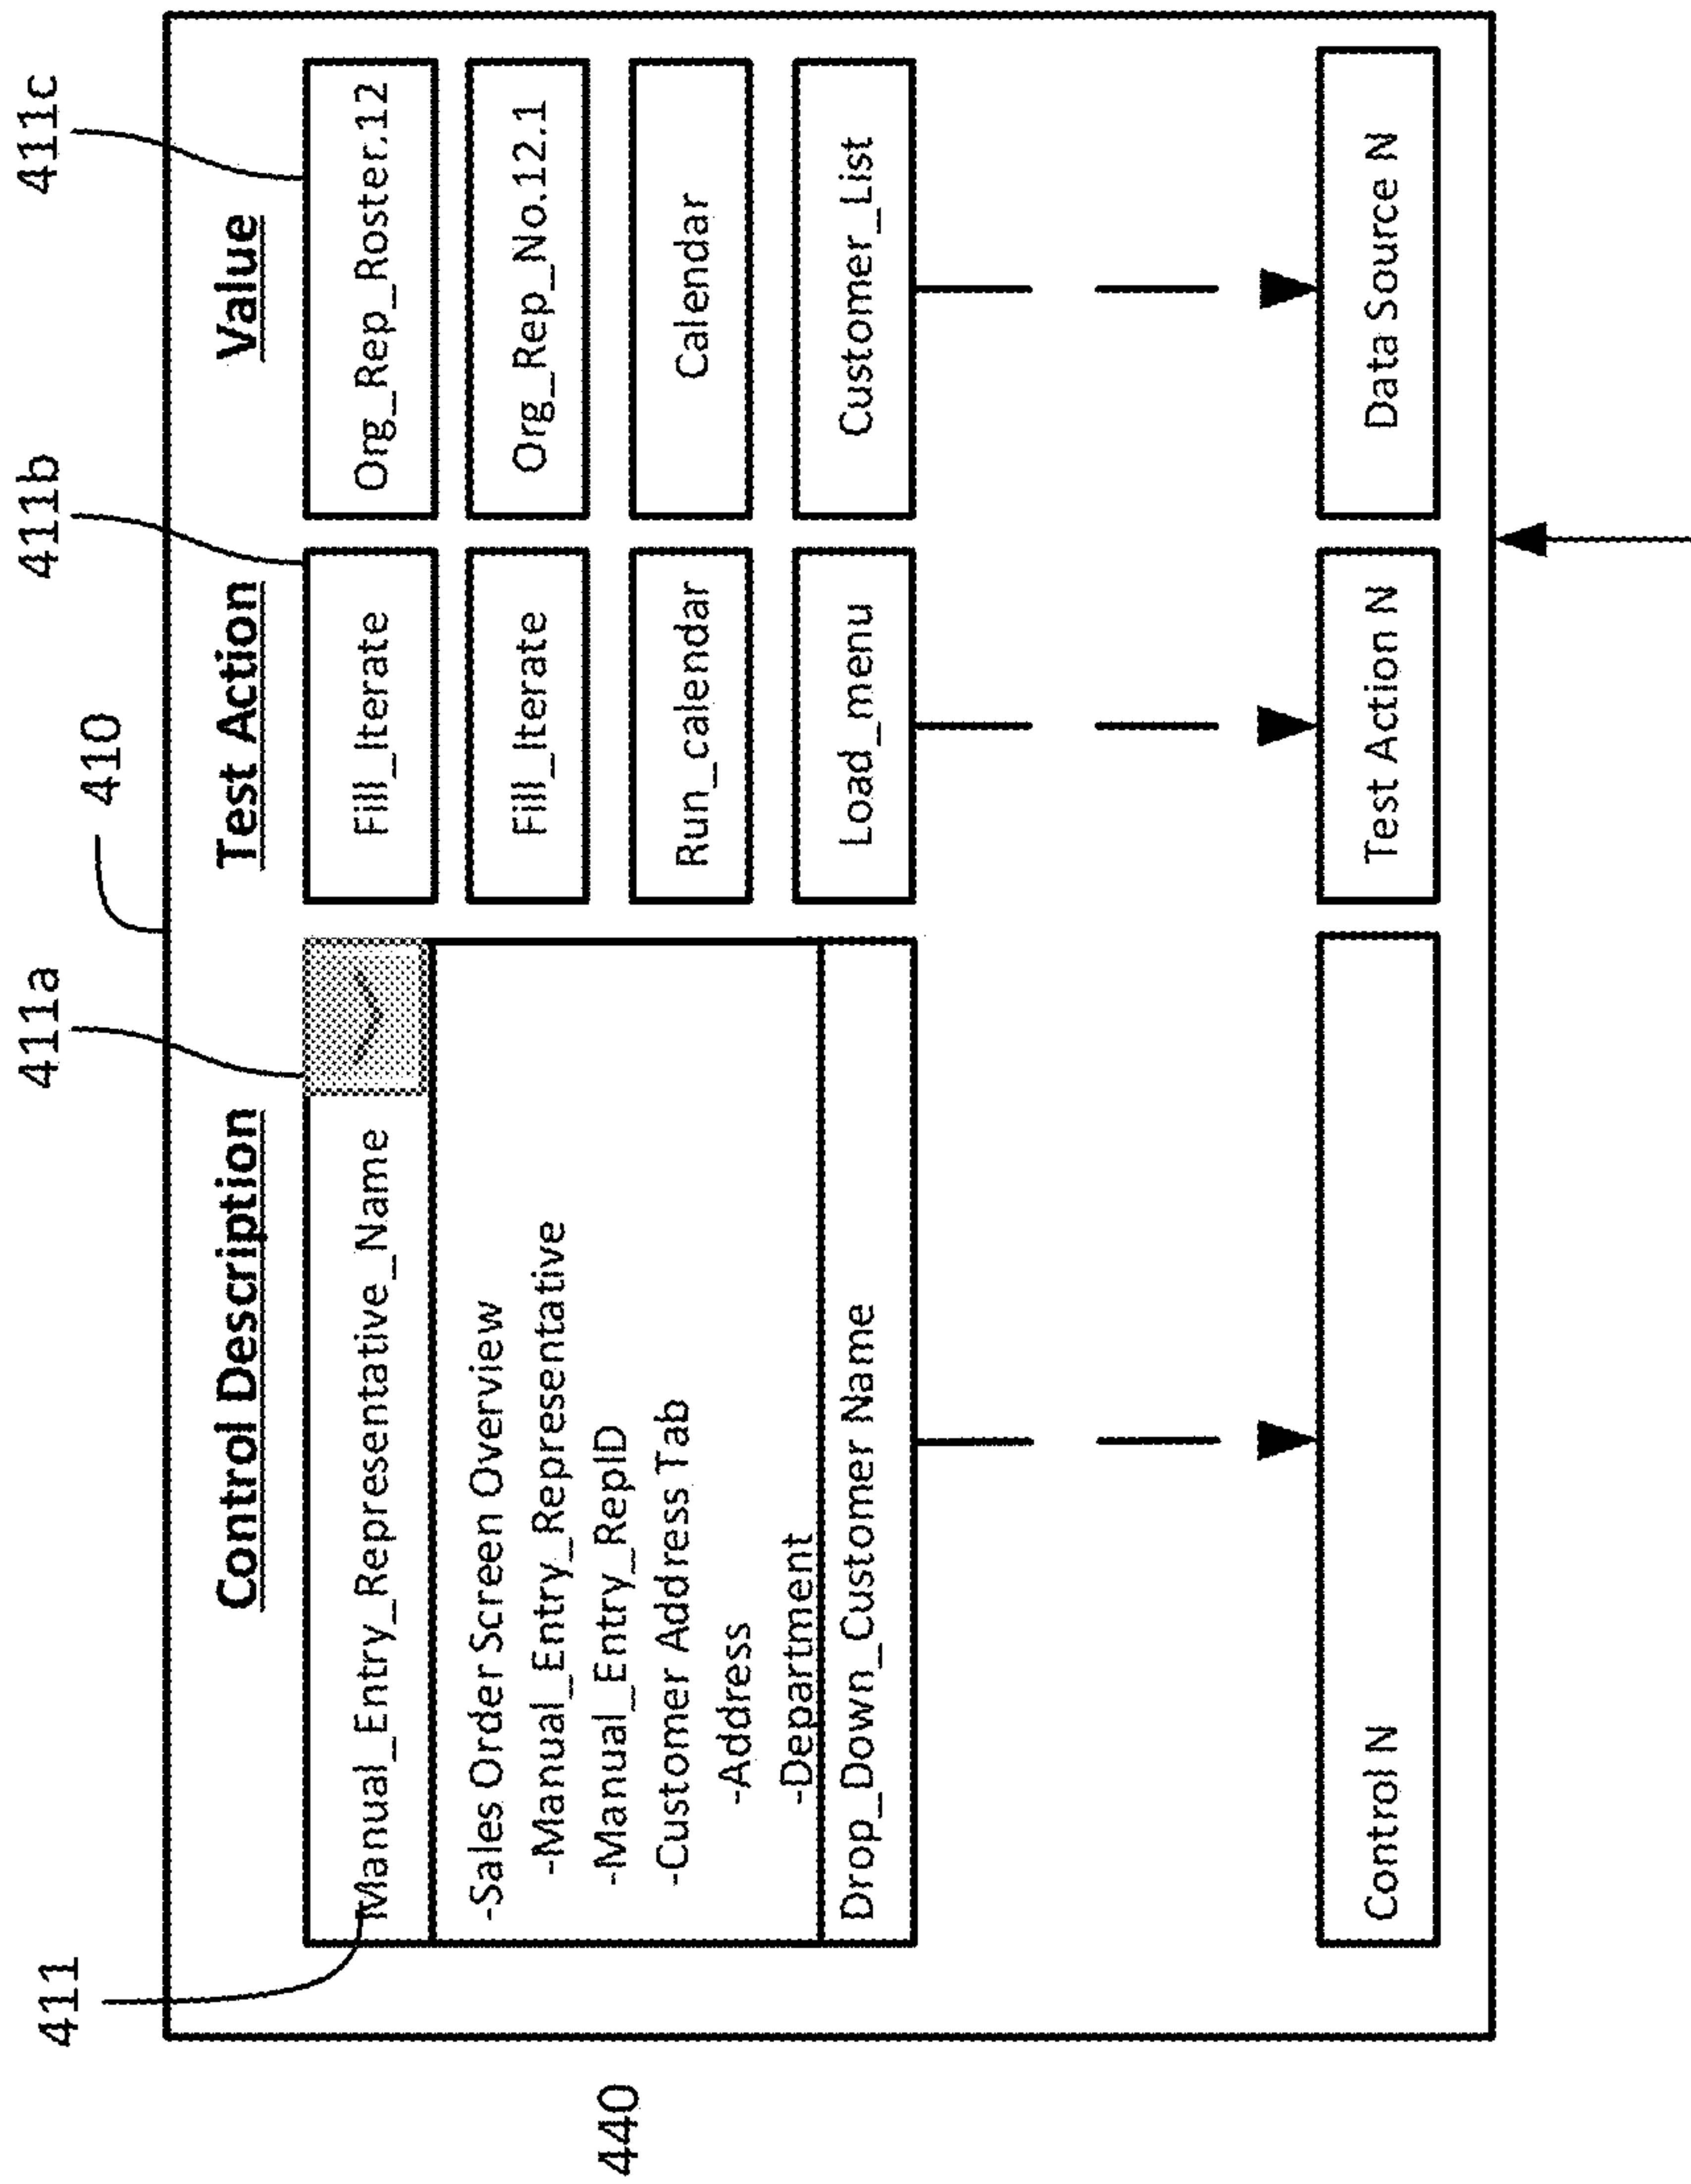 410
411
411a
411b
411c
Control Description
Test Action
Value
Manual_Entry_Representative_Name
Fill_Iterate
Org_Rep_Roster.12
-Sales Order Screen Overview
Fill_Iterate
Org_Rep_No.12.1
-Manual_Entry_Representative
-Manual_Entry_RepID
440
-Customer Address Tab
Run_calendar
Calendar
-Address
-Department
Drop_Down_Customer Name
Load_menu
Customer_List
Control N
Test Action N
Data Source N